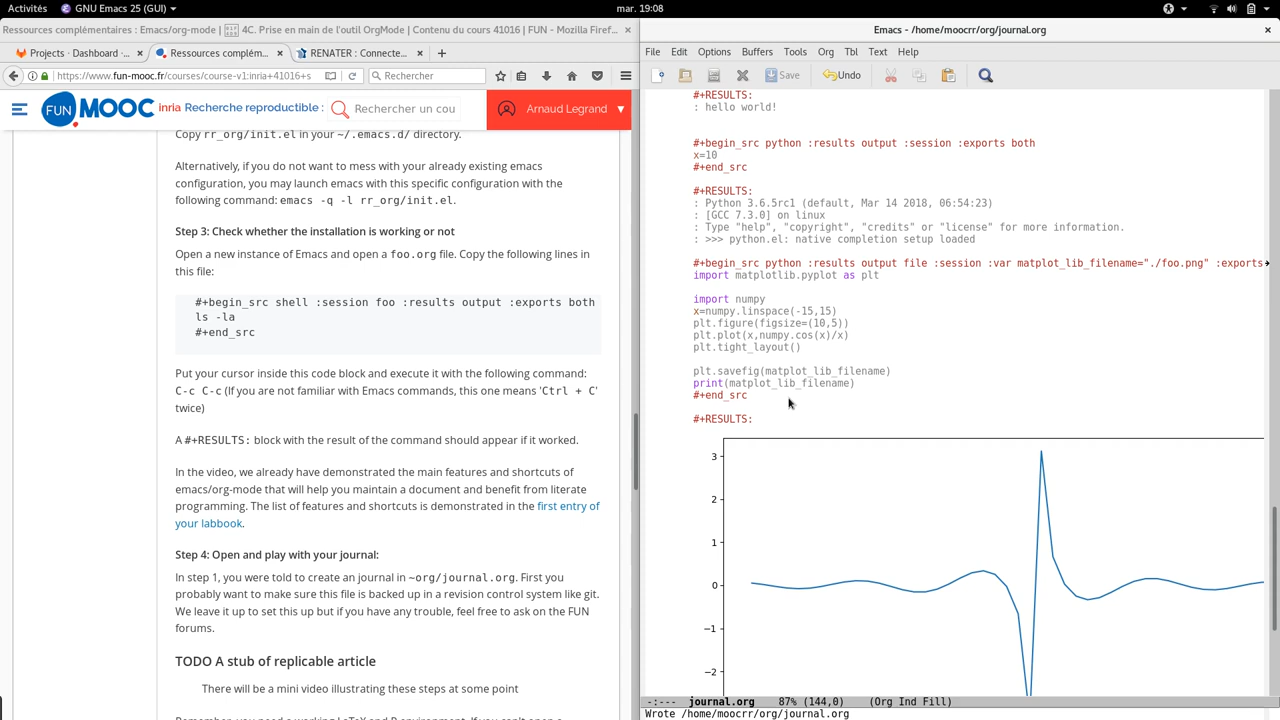 Activités GNU Emacs 25 (GUI) mar. 19:08
Ressources complémentaires : Emacs/org-mode | 4C. Prise en main de l'outil OrgMode | Contenu du cours 41016 | FUN - Mozilla Firef...
Projects · Dashboard ·
Ressources complém...
RENATER : Connecte...
https://www.fun-mooc.fr/courses/course-v1:inria+41016+s
Rechercher
FUN MOOC
inria Recherche reproductible :
Rechercher un cou
Arnaud Legrand
Copy rr_org/init.el in your ~/.emacs.d/ directory.
Alternatively, if you do not want to mess with your already existing emacs
configuration, you may launch emacs with this specific configuration with the
following command: emacs -q -l rr_org/init.el.
Step 3: Check whether the installation is working or not
Open a new instance of Emacs and open a foo.org file. Copy the following lines in
this file:
#+begin_src shell :session foo :results output :exports both
ls -la
#+end_src
Put your cursor inside this code block and execute it with the following command:
C-c C-c (If you are not familiar with Emacs commands, this one means 'Ctrl + C'
twice)
A #+RESULTS: block with the result of the command should appear if it worked.
In the video, we already have demonstrated the main features and shortcuts of
emacs/org-mode that will help you maintain a document and benefit from literate
programming. The list of features and shortcuts is demonstrated in the first entry of
your labbook.
Step 4: Open and play with your journal:
In step 1, you were told to create an journal in ~org/journal.org. First you
probably want to make sure this file is backed up in a revision control system like git.
We leave it up to set this up but if you have any trouble, feel free to ask on the FUN
forums.
TODO A stub of replicable article
There will be a mini video illustrating these steps at some point
Emacs - /home/moocrr/org/journal.org
File Edit Options Buffers Tools Org Tbl Text Help
Save Undo
#+RESULTS:
: hello world!
#+begin_src python :results output :session :exports both
x=10
#+end_src
#+RESULTS:
: Python 3.6.5rc1 (default, Mar 14 2018, 06:54:23)
: [GCC 7.3.0] on linux
: Type "help", "copyright", "credits" or "license" for more information.
: >>> python.el: native completion setup loaded
#+begin_src python :results output file :session :var matplot_lib_filename="./foo.png" :exports
import matplotlib.pyplot as plt
import numpy
x=numpy.linspace(-15,15)
plt.figure(figsize=(10,5))
plt.plot(x,numpy.cos(x)/x)
plt.tight_layout()
plt.savefig(matplot_lib_filename)
print(matplot_lib_filename)
#+end_src
#+RESULTS:
3
2
1
0
−1
−2
-:--- journal.org 87% (144,0) (Org Ind Fill)
Wrote /home/moocrr/org/journal.org